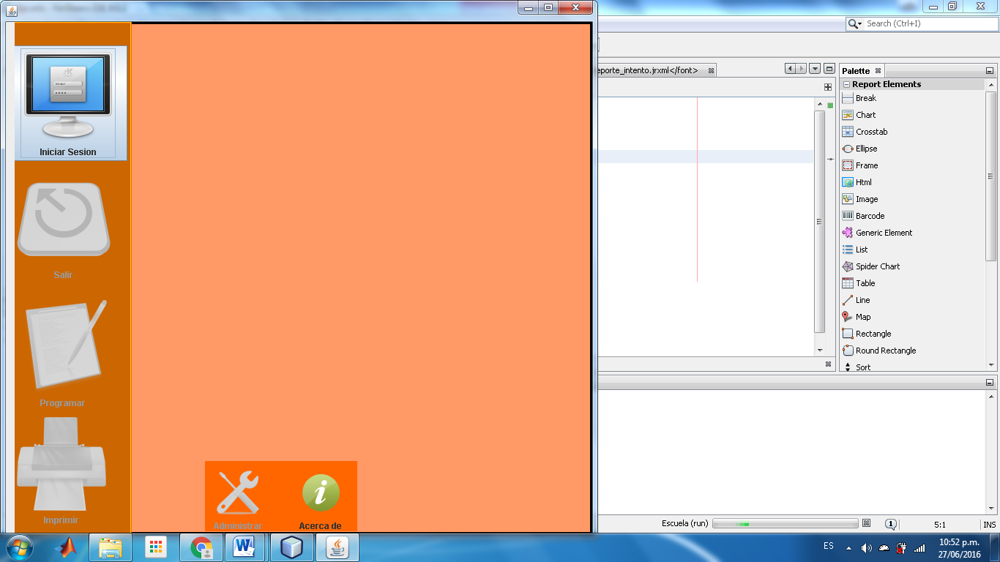 Iniciar Sesion
Salir
Programar
Imprimir
Administrar
Acerca de
Search (Ctrl+I)
eporte_intento.jrxml</font>
Palette
Report Elements
Break
Chart
Crosstab
Ellipse
Frame
Html
Image
Barcode
Generic Element
List
Spider Chart
Table
Line
Map
Rectangle
Round Rectangle
Sort
Escuela (run)
1
5:1
INS
ES
10:52 p.m.
27/06/2016